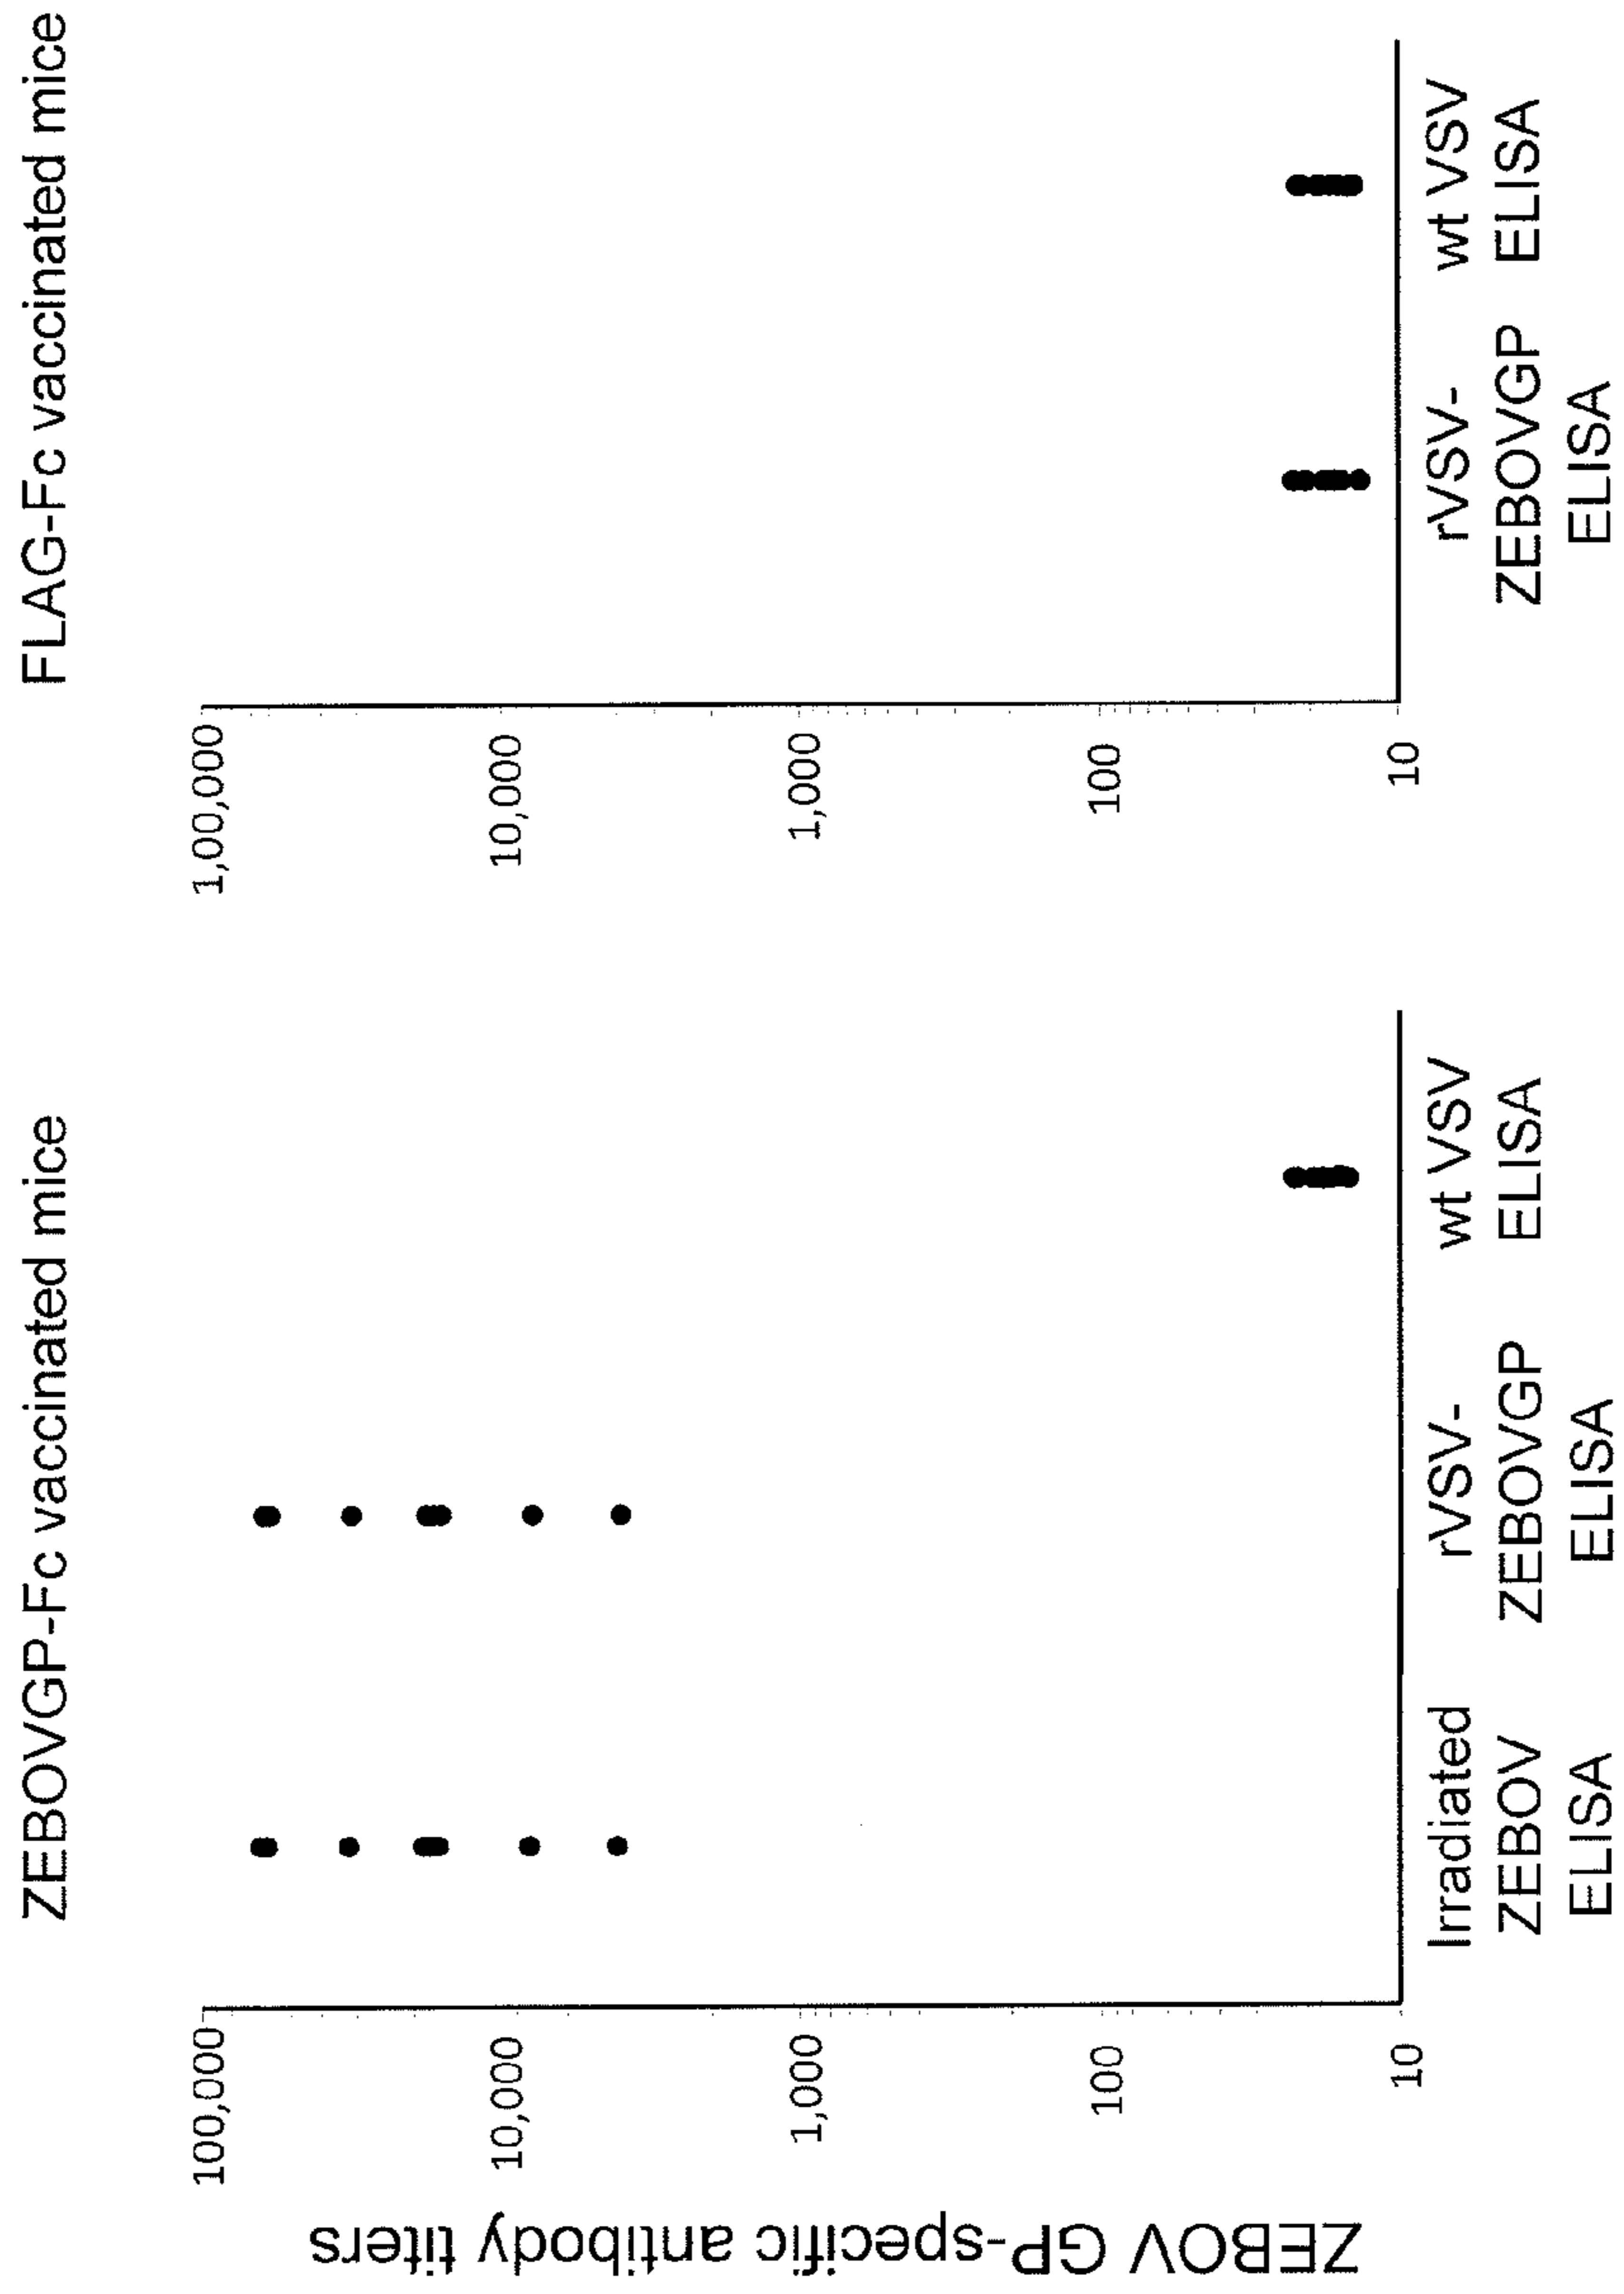 ZEBOVGP-Fc vaccinated mice
ZEBOV GP-specific antibody titers
100,000
10,000
1,000
100
10
Irradiated
ZEBOV
ELISA
rVSV-
ZEBOVGP
ELISA
wt VSV
ELISA
FLAG-Fc vaccinated mice
1,00,000
10,000
1,000
100
10
rVSV-
ZEBOVGP
ELISA
wt VSV
ELISA